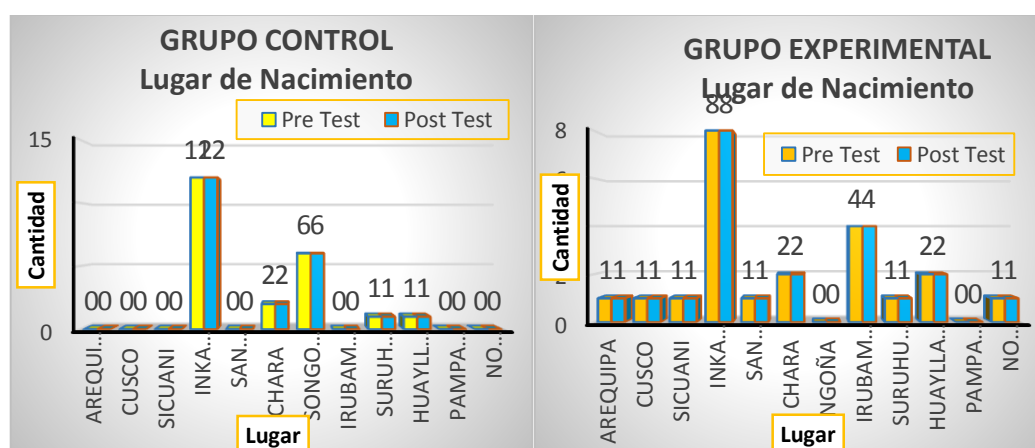 GRUPO CONTROL
Lugar de Nacimiento
Pre Test Post Test
15
0
Cantidad
00 00 00 00 22 66 00 11 11 00 00
AREQUI...
CUSCO
SICUANI
INKA...
SAN...
CHARA
SONGO...
IRUBAM...
SURUH...
HUAYLL...
PAMPA...
NO...
Lugar
GRUPO EXPERIMENTAL
Lugar de Nacimiento
Pre Test Post Test
8
6
0
Cantidad
11 11 11 88 11 22 00 44 11 22 00 11
AREQUIPA
CUSCO
SICUANI
INKA...
SAN...
CHARA
NGOÑA
IRUBAM...
SURUHU...
HUAYLLA...
PAMPA...
NO...
Lugar